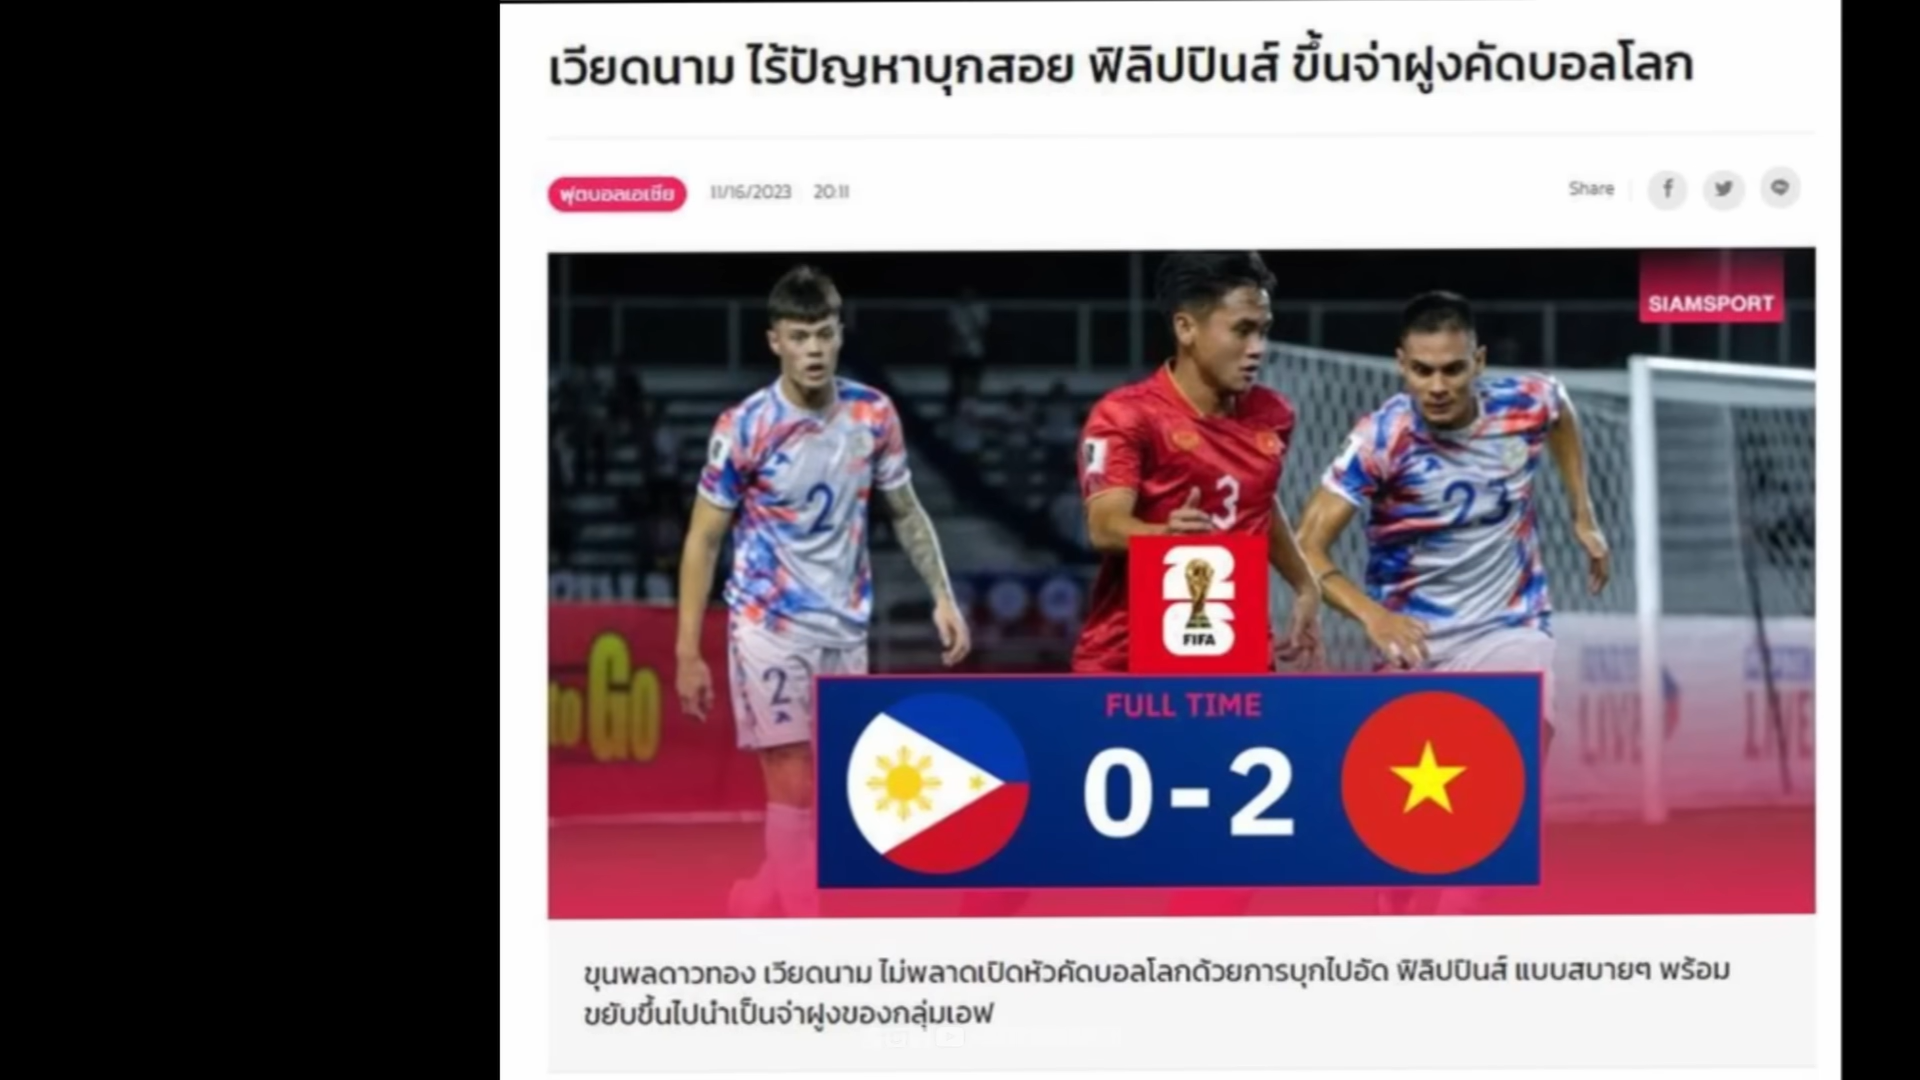 เวียดนาม ไร้ปัญหาบุกสอย ฟิลิปปินส์ ขึ้นจ่าฝูงคัดบอลโลก
ฟุตบอลเอเชีย 11/16/2023 20:11 Share
SIAMSPORT
2
3
23
26
FIFA
2
Go
LIVE
FULL TIME
0-2
ขุนพลดาวทอง เวียดนาม ไม่พลาดเปิดหัวคัดบอลโลกด้วยการบุกไปอัด ฟิลิปปินส์ แบบสบายๆ พร้อม
ขยับขึ้นไปนำเป็นจ่าฝูงของกลุ่มเอฟ